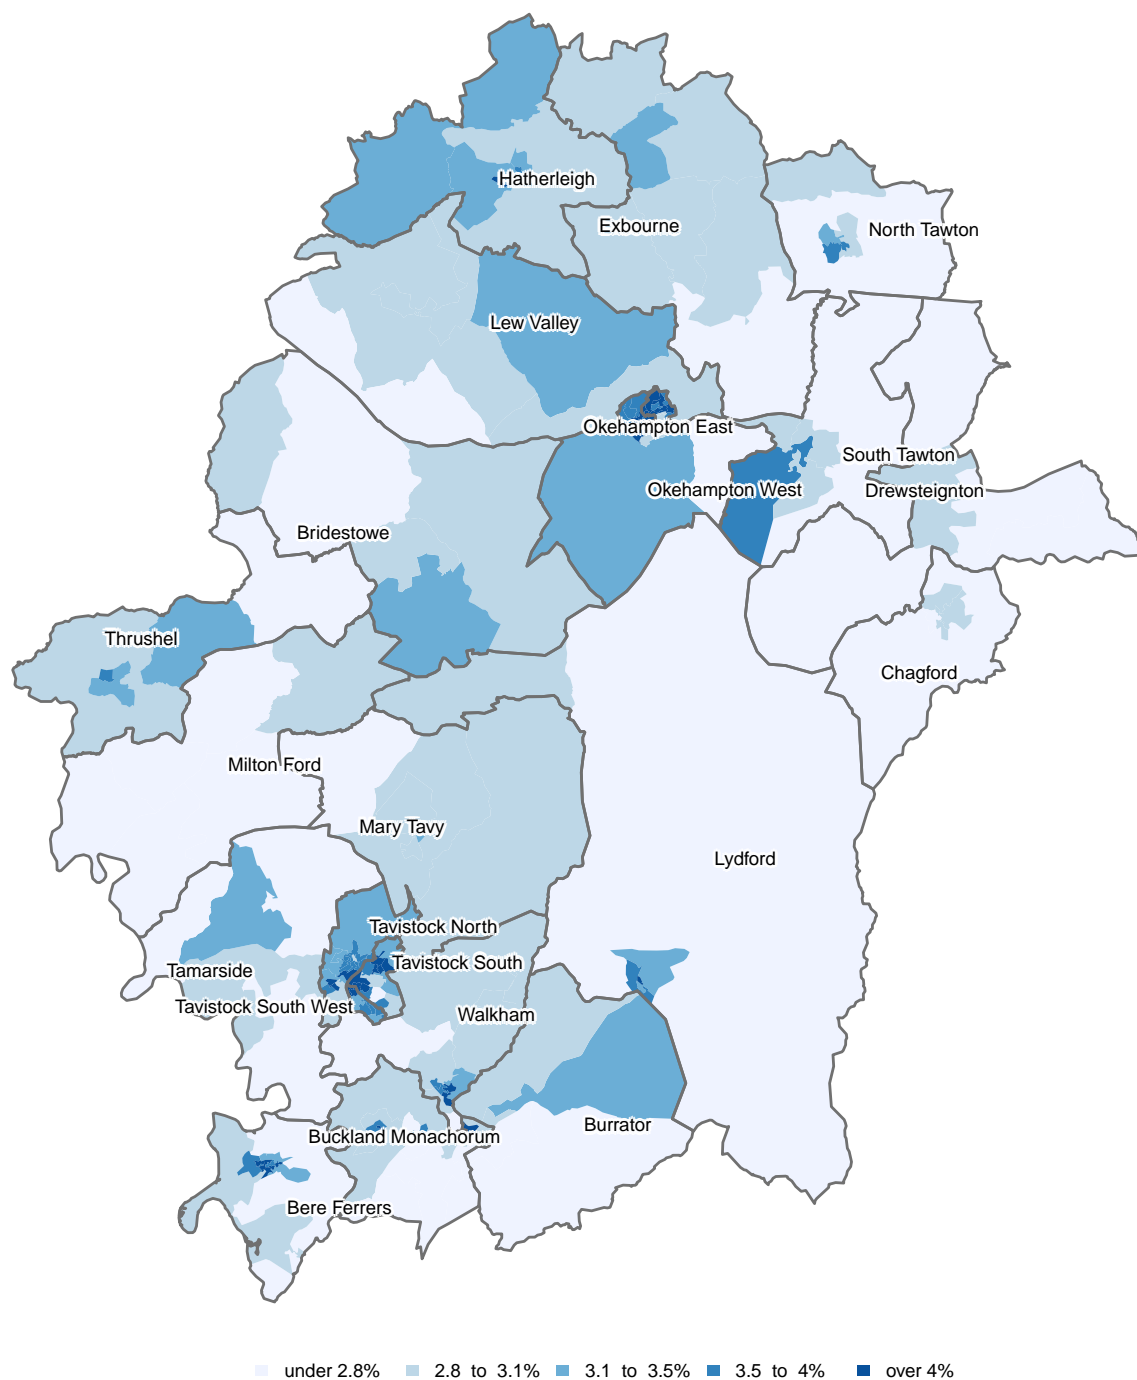 Hatherleigh
Exbourne
North Tawton
Lew Valley
Okehampton East
South Tawton
Okehampton West
Drewsteignton
Bridestowe
Thrushel
Chagford
Milton Ford
Mary Tavy
Lydford
Tavistock North
Tavistock South
Tamarside
Tavistock South West
Walkham
Burrator
Buckland Monachorum
Bere Ferrers
under 2.8% 2.8 to 3.1% 3.1 to 3.5% 3.5 to 4% over 4%